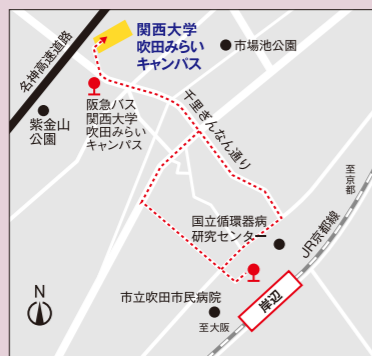 関西大学
吹田みらい
キャンパス
市場池公園
名神高速道路
阪急バス
関西大学
吹田みらい
キャンパス
紫金山
公園
千里ぎんなん通り
至京都
国立循環器病
研究センター
JR京都線
岸辺
市立吹田市民病院
至大阪
N